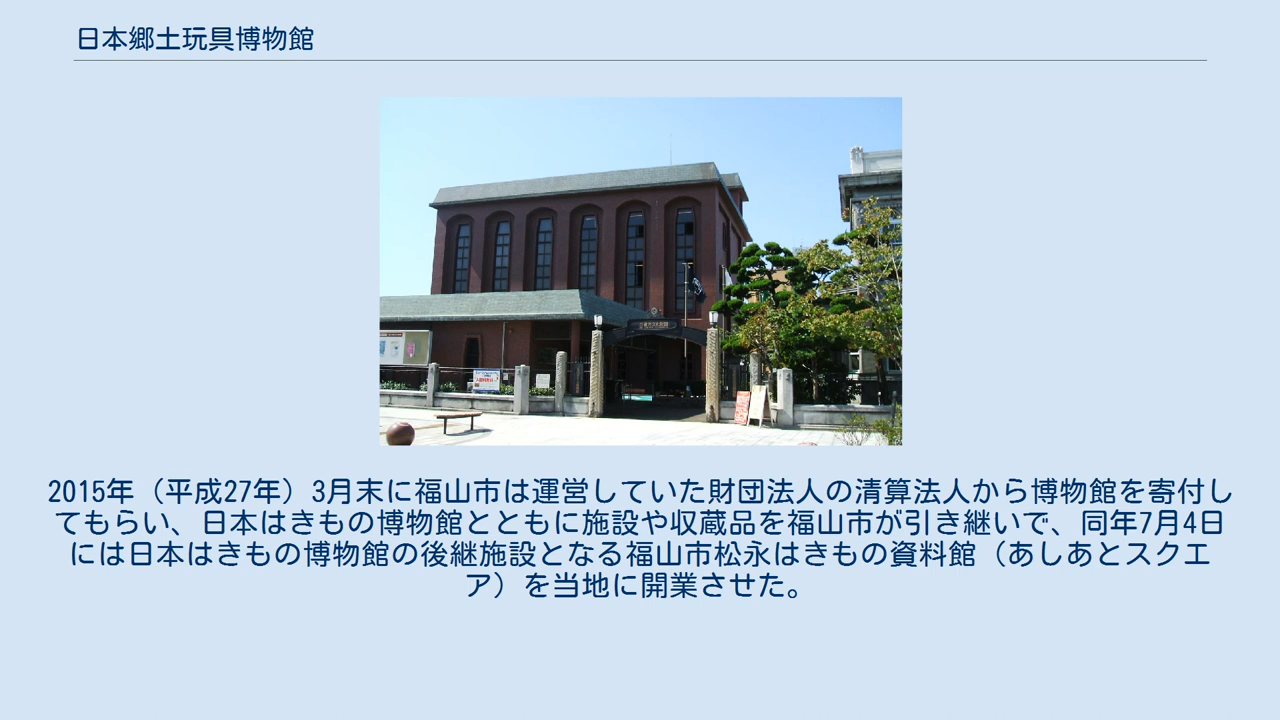 日本郷土玩具博物館
2015年（平成27年）3月末に福山市は運営していた財団法人の清算法人から博物館を寄付し
てもらい、日本はきもの博物館とともに施設や収蔵品を福山市が引き継いで、同年7月4日
には日本はきもの博物館の後継施設となる福山市松永はきもの資料館（あしあとスクエ
ア）を当地に開業させた。